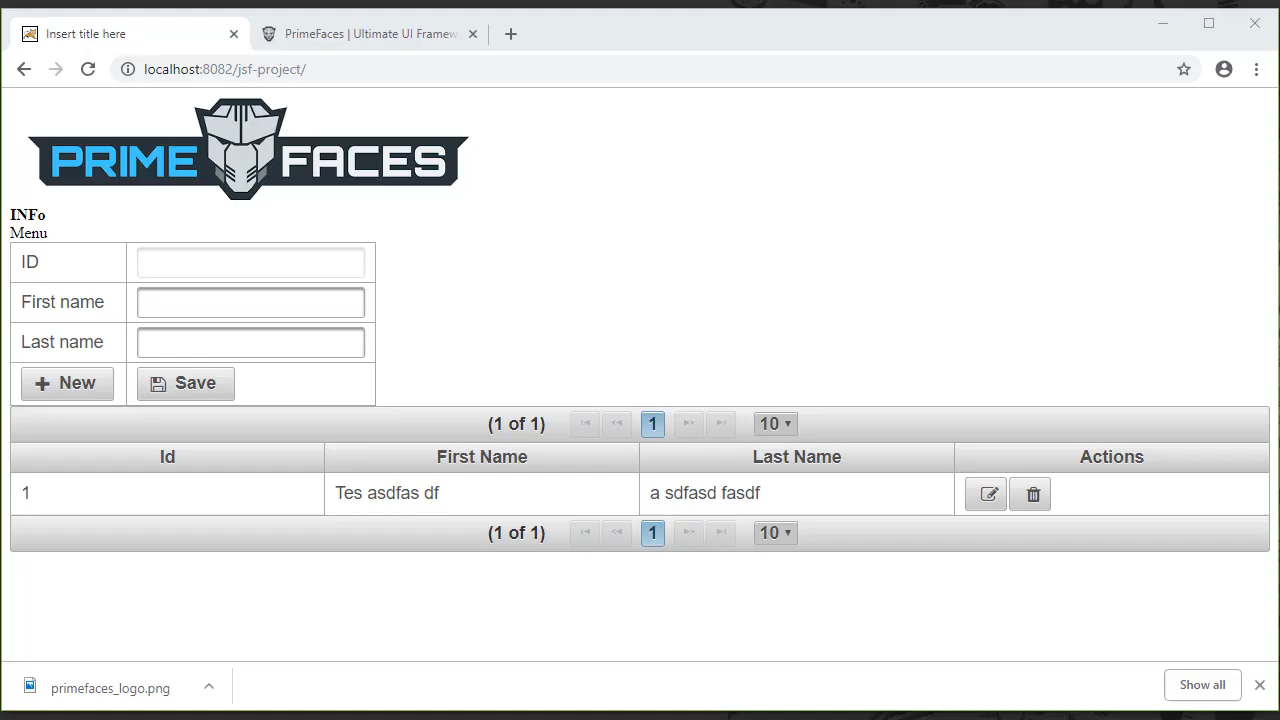 Insert title here
PrimeFaces | Ultimate UI Framew
localhost:8082/jsf-project/
PRIME FACES
INFo
Menu
ID
First name
Last name
New Save
(1 of 1) 1 10
Id First Name Last Name Actions
1 Tes asdfas df a sdfasd fasdf
(1 of 1) 1 10
primefaces_logo.png Show all